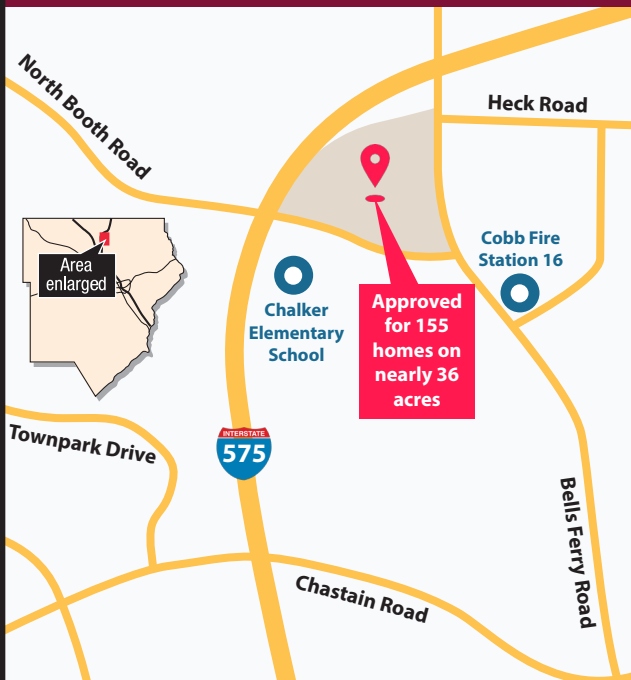 North Booth Road
Heck Road
Cobb Fire
Station 16
Area
enlarged
Chalker
Elementary
School
Approved
for 155
homes on
nearly 36
acres
Townpark Drive
INTERSTATE
575
Bells Ferry Road
Chastain Road